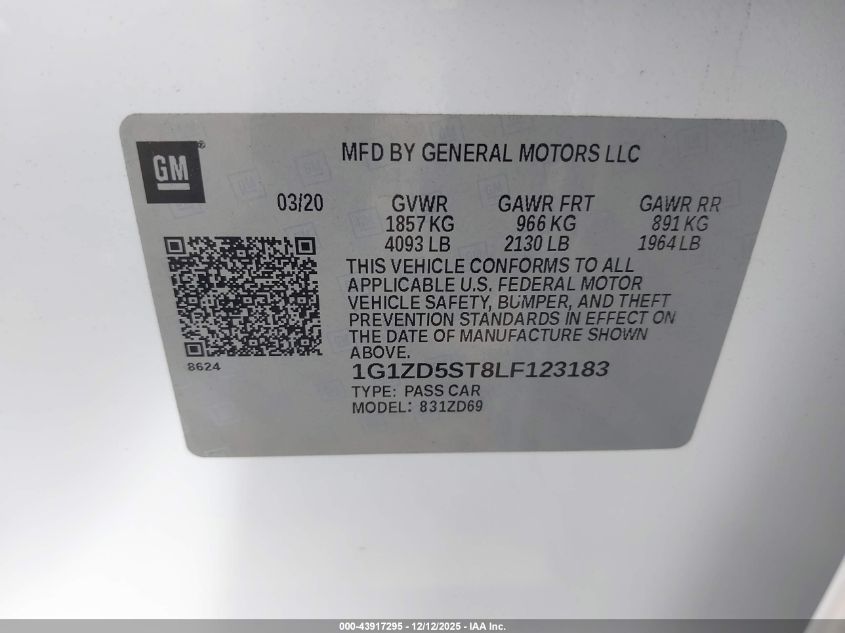 GM®
MFD BY GENERAL MOTORS LLC
03/20 GVWR GAWR FRT GAWR RR
1857 KG 966 KG 891 KG
4093 LB 2130 LB 1964 LB
THIS VEHICLE CONFORMS TO ALL
APPLICABLE U.S. FEDERAL MOTOR
VEHICLE SAFETY, BUMPER, AND THEFT
PREVENTION STANDARDS IN EFFECT ON
THE DATE OF MANUFACTURE SHOWN
ABOVE.
8624
1G1ZD5ST8LF123183
TYPE: PASS CAR
MODEL: 831ZD69
000-43917295 - 12/12/2025 - IAA Inc.